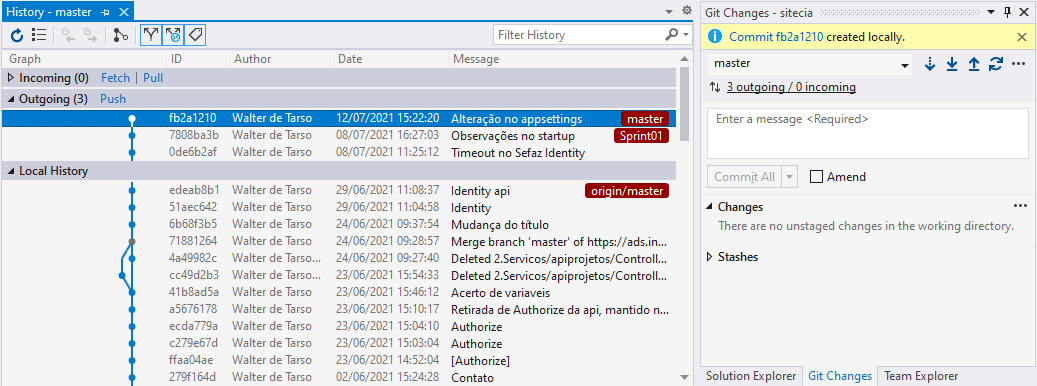 History - master
Filter History
Graph ID Author Date Message
Incoming (0) Fetch Pull
Outgoing (3) Push
fb2a1210 Walter de Tarso 12/07/2021 15:22:20 Alteração no appsettings master
7808ba3b Walter de Tarso 08/07/2021 16:27:03 Observações no startup Sprint01
0de6b2af Walter de Tarso 08/07/2021 11:25:12 Timeout no Sefaz Identity
Local History
edeab8b1 Walter de Tarso 29/06/2021 11:08:37 Identity api origin/master
51aec642 Walter de Tarso 29/06/2021 11:04:58 Identity
6b68f3b5 Walter de Tarso 24/06/2021 09:37:54 Mudança do título
71881264 Walter de Tarso 24/06/2021 09:28:57 Merge branch 'master' of https://ads.in...
4a49982c Walter de Tarso... 24/06/2021 09:27:40 Deleted 2.Servicos/apiprojetos/Controll...
cc49d2b3 Walter de Tarso... 23/06/2021 15:54:33 Deleted 2.Servicos/apiprojetos/Controll...
41b8ad5a Walter de Tarso 23/06/2021 15:46:12 Acerto de variaveis
a5676178 Walter de Tarso 23/06/2021 15:10:17 Retirada de Authorize da api, mantido n...
ecda779a Walter de Tarso 23/06/2021 15:04:10 Authorize
c279e67d Walter de Tarso 23/06/2021 15:03:04 Authorize
ffaa04ae Walter de Tarso 23/06/2021 14:52:04 [Authorize]
279f164d Walter de Tarso 02/06/2021 15:24:28 Contato
Git Changes - sitecia
Commit fb2a1210 created locally.
master
3 outgoing / 0 incoming
Enter a message <Required>
Commit All Amend
Changes
There are no unstaged changes in the working directory.
Stashes
Solution Explorer Git Changes Team Explorer